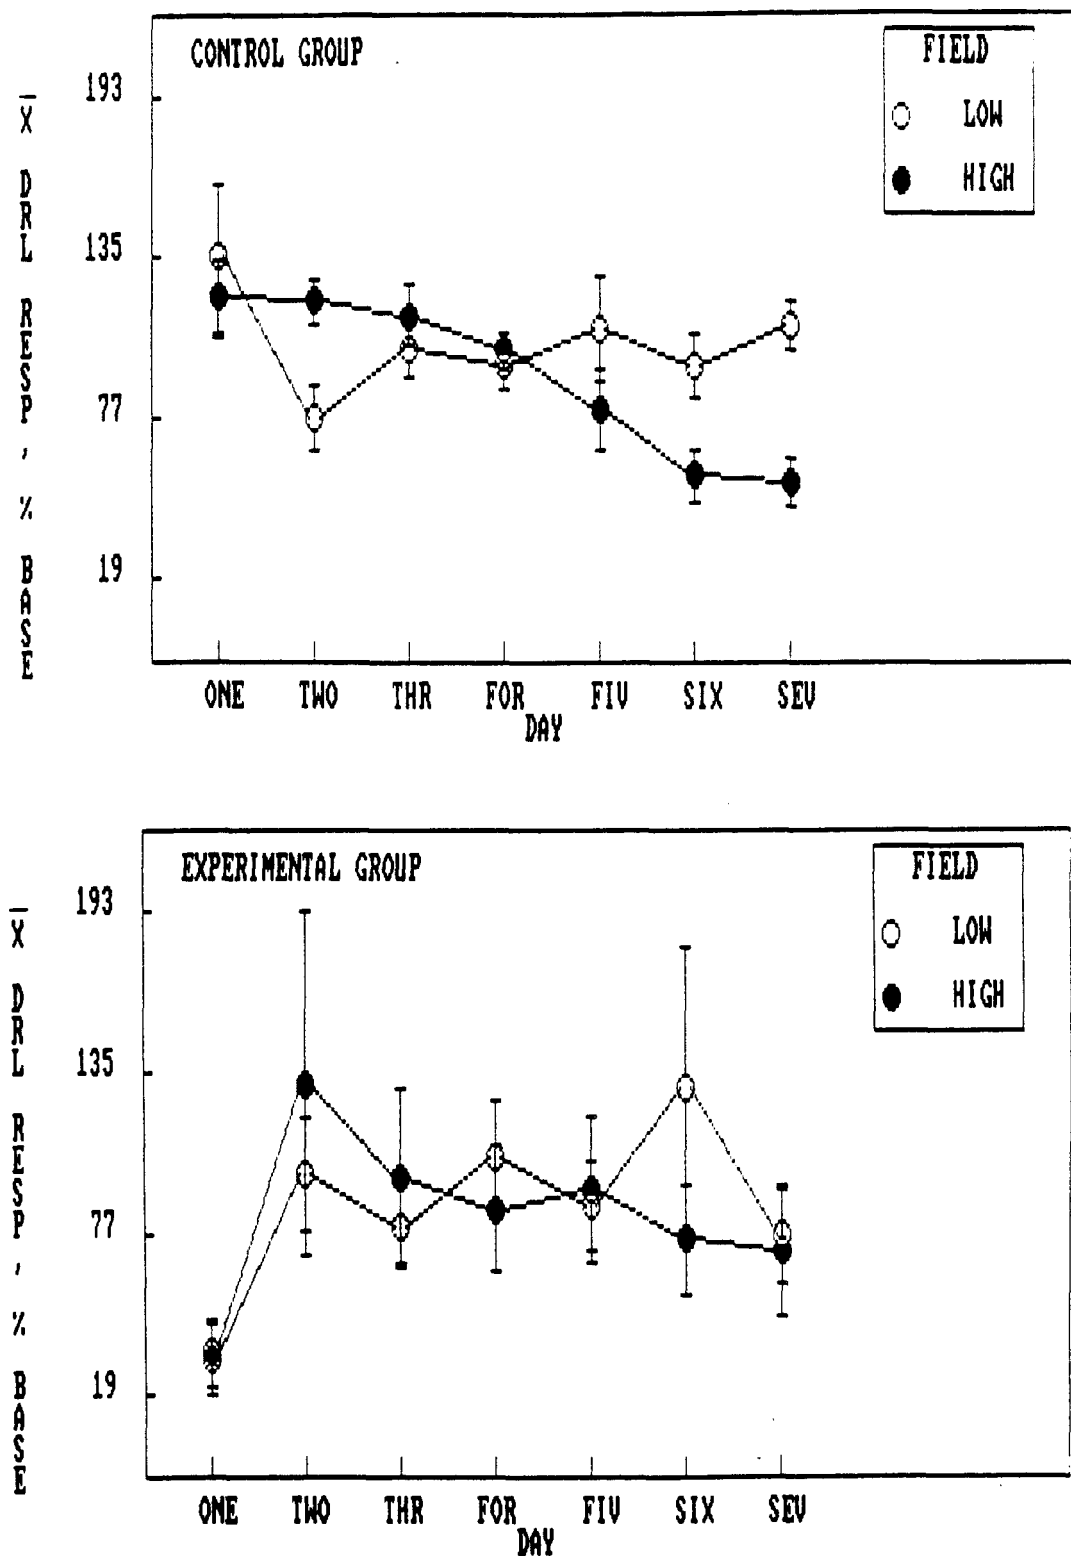 CONTROL GROUP
FIELD
LOW
HIGH
193
135
77
19
X̄ DRL RESP, % BASE
ONE TWO THR FOR FIV SIX SEV
DAY
EXPERIMENTAL GROUP
FIELD
LOW
HIGH
193
135
77
19
X̄ DRL RESP, % BASE
ONE TWO THR FOR FIV SIX SEV
DAY